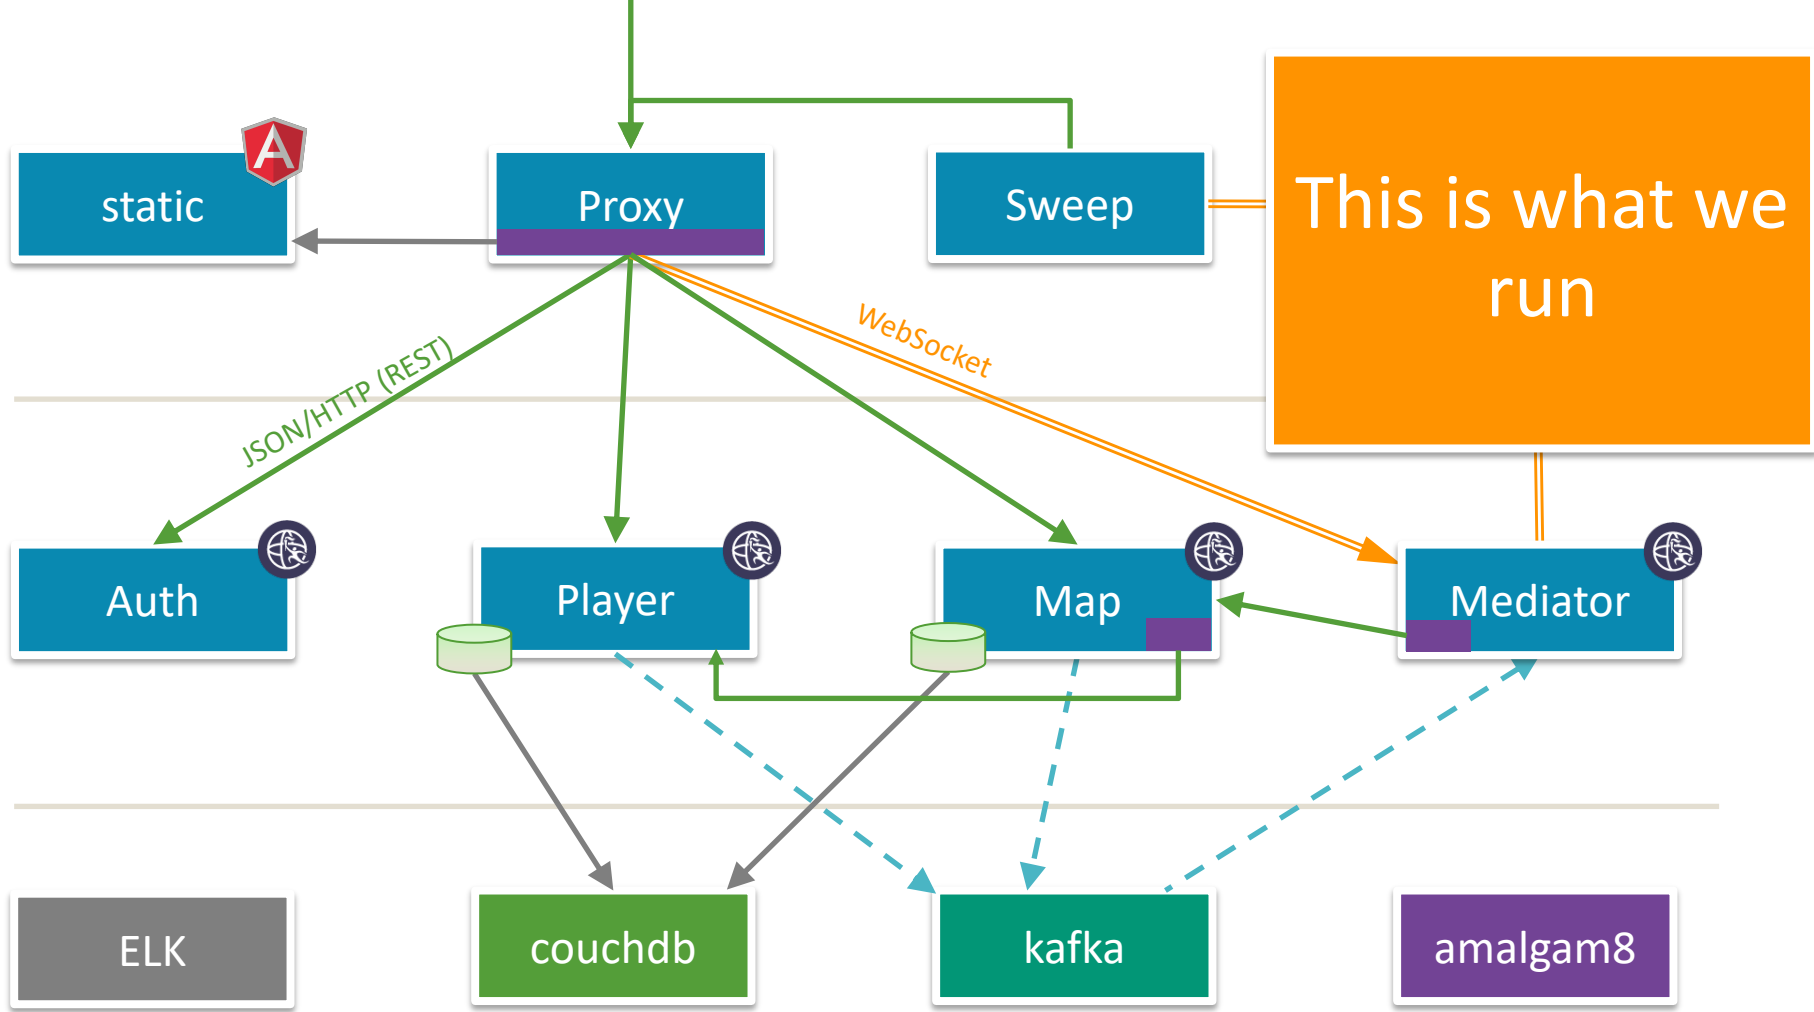 static
Proxy
Sweep
This is what we
run
WebSocket
JSON/HTTP (REST)
Auth
Player
Map
Mediator
ELK
couchdb
kafka
amalgam8